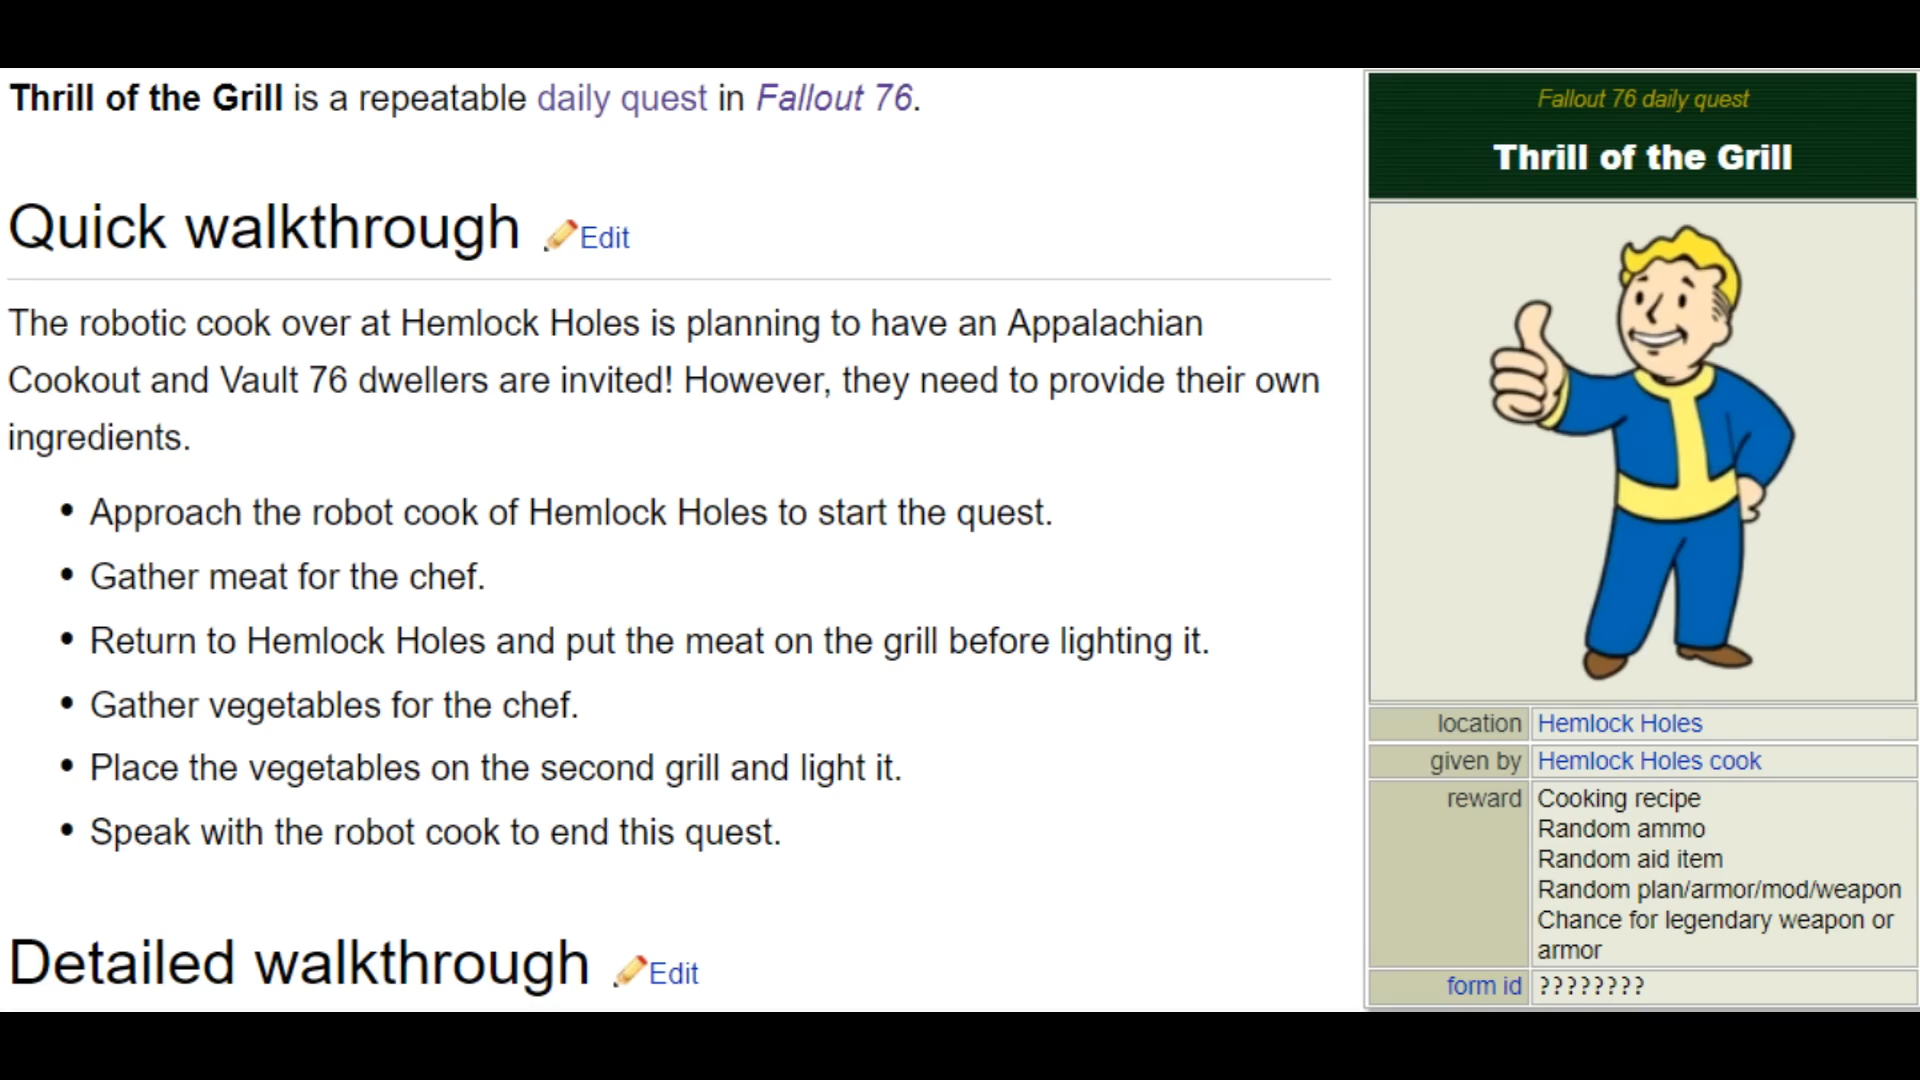 Thrill of the Grill is a repeatable daily quest in Fallout 76.
Quick walkthrough Edit
The robotic cook over at Hemlock Holes is planning to have an Appalachian
Cookout and Vault 76 dwellers are invited! However, they need to provide their own
ingredients.
• Approach the robot cook of Hemlock Holes to start the quest.
• Gather meat for the chef.
• Return to Hemlock Holes and put the meat on the grill before lighting it.
• Gather vegetables for the chef.
• Place the vegetables on the second grill and light it.
• Speak with the robot cook to end this quest.
Detailed walkthrough Edit
Fallout 76 daily quest
Thrill of the Grill
location Hemlock Holes
given by Hemlock Holes cook
reward Cooking recipe
Random ammo
Random aid item
Random plan/armor/mod/weapon
Chance for legendary weapon or
armor
form id ????????